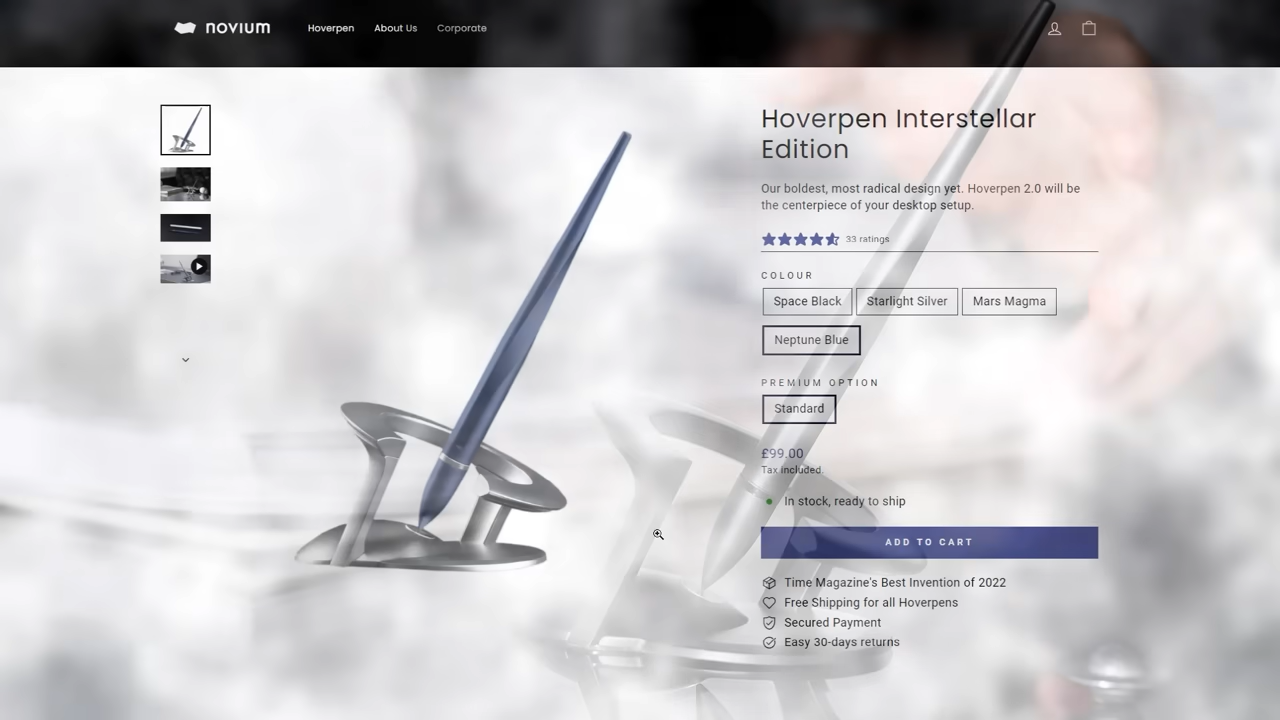 novium
Hoverpen About Us Corporate
Hoverpen Interstellar
Edition
Our boldest, most radical design yet. Hoverpen 2.0 will be
the centerpiece of your desktop setup.
33 ratings
COLOUR
Space Black Starlight Silver Mars Magma
Neptune Blue
PREMIUM OPTION
Standard
£99.00
Tax included.
In stock, ready to ship
ADD TO CART
Time Magazine's Best Invention of 2022
Free Shipping for all Hoverpens
Secured Payment
Easy 30-days returns